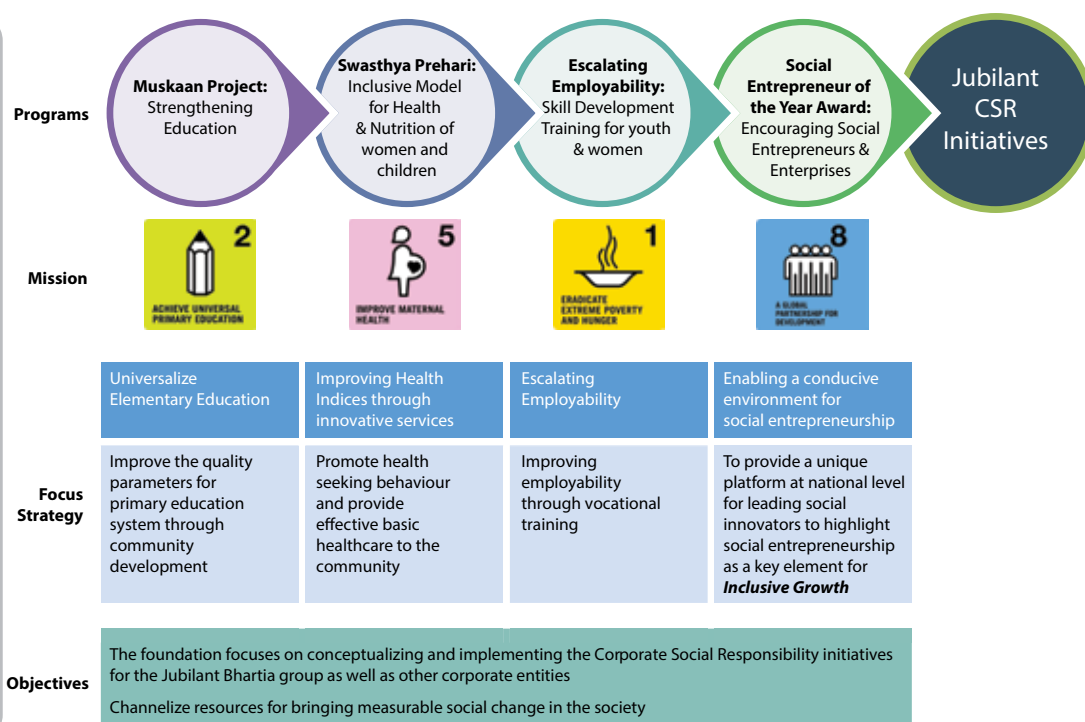 Programs
Muskaan Project:
Strengthening
Education
Swasthya Prehari:
Inclusive Model
for Health
& Nutrition of
women and
children
Escalating
Employability:
Skill Development
Training for youth
& women
Social
Entrepreneur of
the Year Award:
Encouraging Social
Entrepreneurs &
Enterprises
Jubilant
CSR
Initiatives
Mission
2
ACHIEVE UNIVERSAL
PRIMARY EDUCATION
5
IMPROVE MATERNAL
HEALTH
1
ERADICATE
EXTREME POVERTY
AND HUNGER
8
A GLOBAL
PARTNERSHIP FOR
DEVELOPMENT
Universalize
Elementary Education
Improving Health
Indices through
innovative services
Escalating
Employability
Enabling a conducive
environment for
social entrepreneurship
Focus
Strategy
Improve the quality
parameters for
primary education
system through
community
development
Promote health
seeking behaviour
and provide
effective basic
healthcare to the
community
Improving
employability
through vocational
training
To provide a unique
platform at national level
for leading social
innovators to highlight
social entrepreneurship
as a key element for
Inclusive Growth
Objectives
The foundation focuses on conceptualizing and implementing the Corporate Social Responsibility initiatives
for the Jubilant Bhartia group as well as other corporate entities
Channelize resources for bringing measurable social change in the society